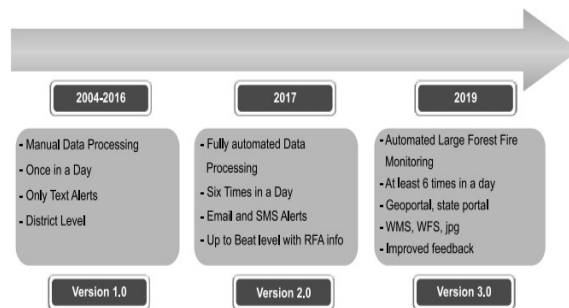 2004-2016
- Manual Data Processing
- Once in a Day
- Only Text Alerts
- District Level
Version 1.0
2017
- Fully automated Data
Processing
- Six Times in a Day
- Email and SMS Alerts
- Up to Beat level with RFA info
Version 2.0
2019
- Automated Large Forest Fire
Monitoring
- At least 6 times in a day
- Geoportal, state portal
- WMS, WFS, jpg
- Improved feedback
Version 3.0